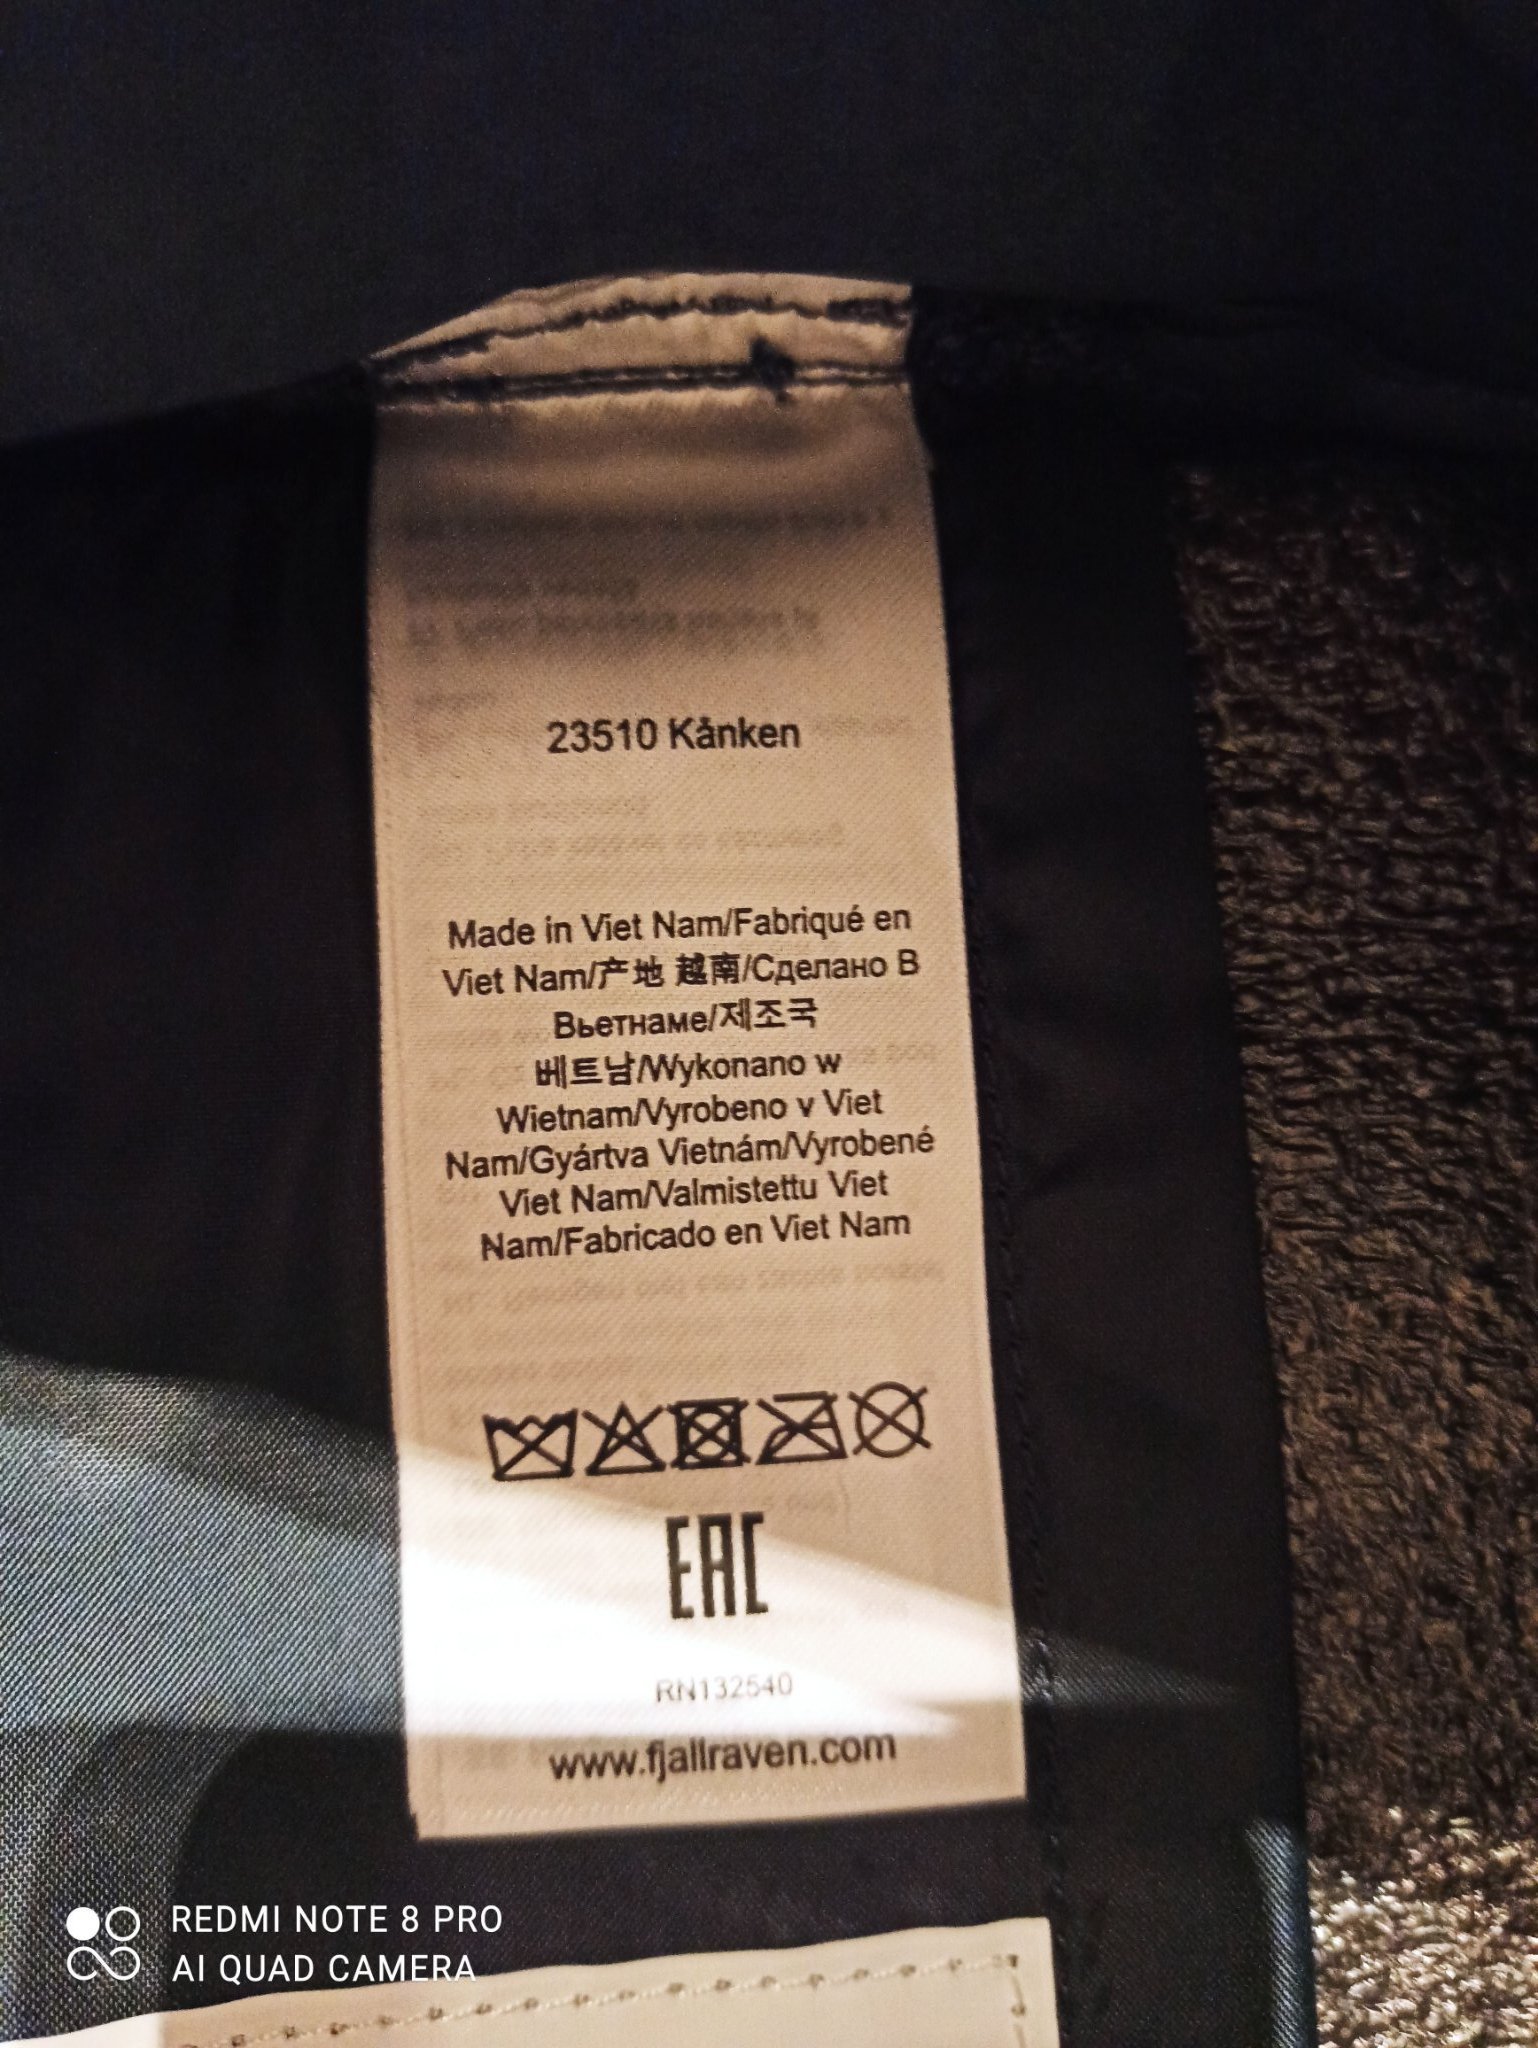 23510 Kånken
Made in Viet Nam/Fabriqué en
Viet Nam/产地 越南/Сделано В
Вьетнаме/제조국
베트남/Wykonano w
Wietnam/Vyrobeno v Viet
Nam/Gyártva Vietnám/Vyrobené
Viet Nam/Valmistettu Viet
Nam/Fabricado en Viet Nam
EAC
RN132540
www.fjallraven.com
REDMI NOTE 8 PRO
AI QUAD CAMERA